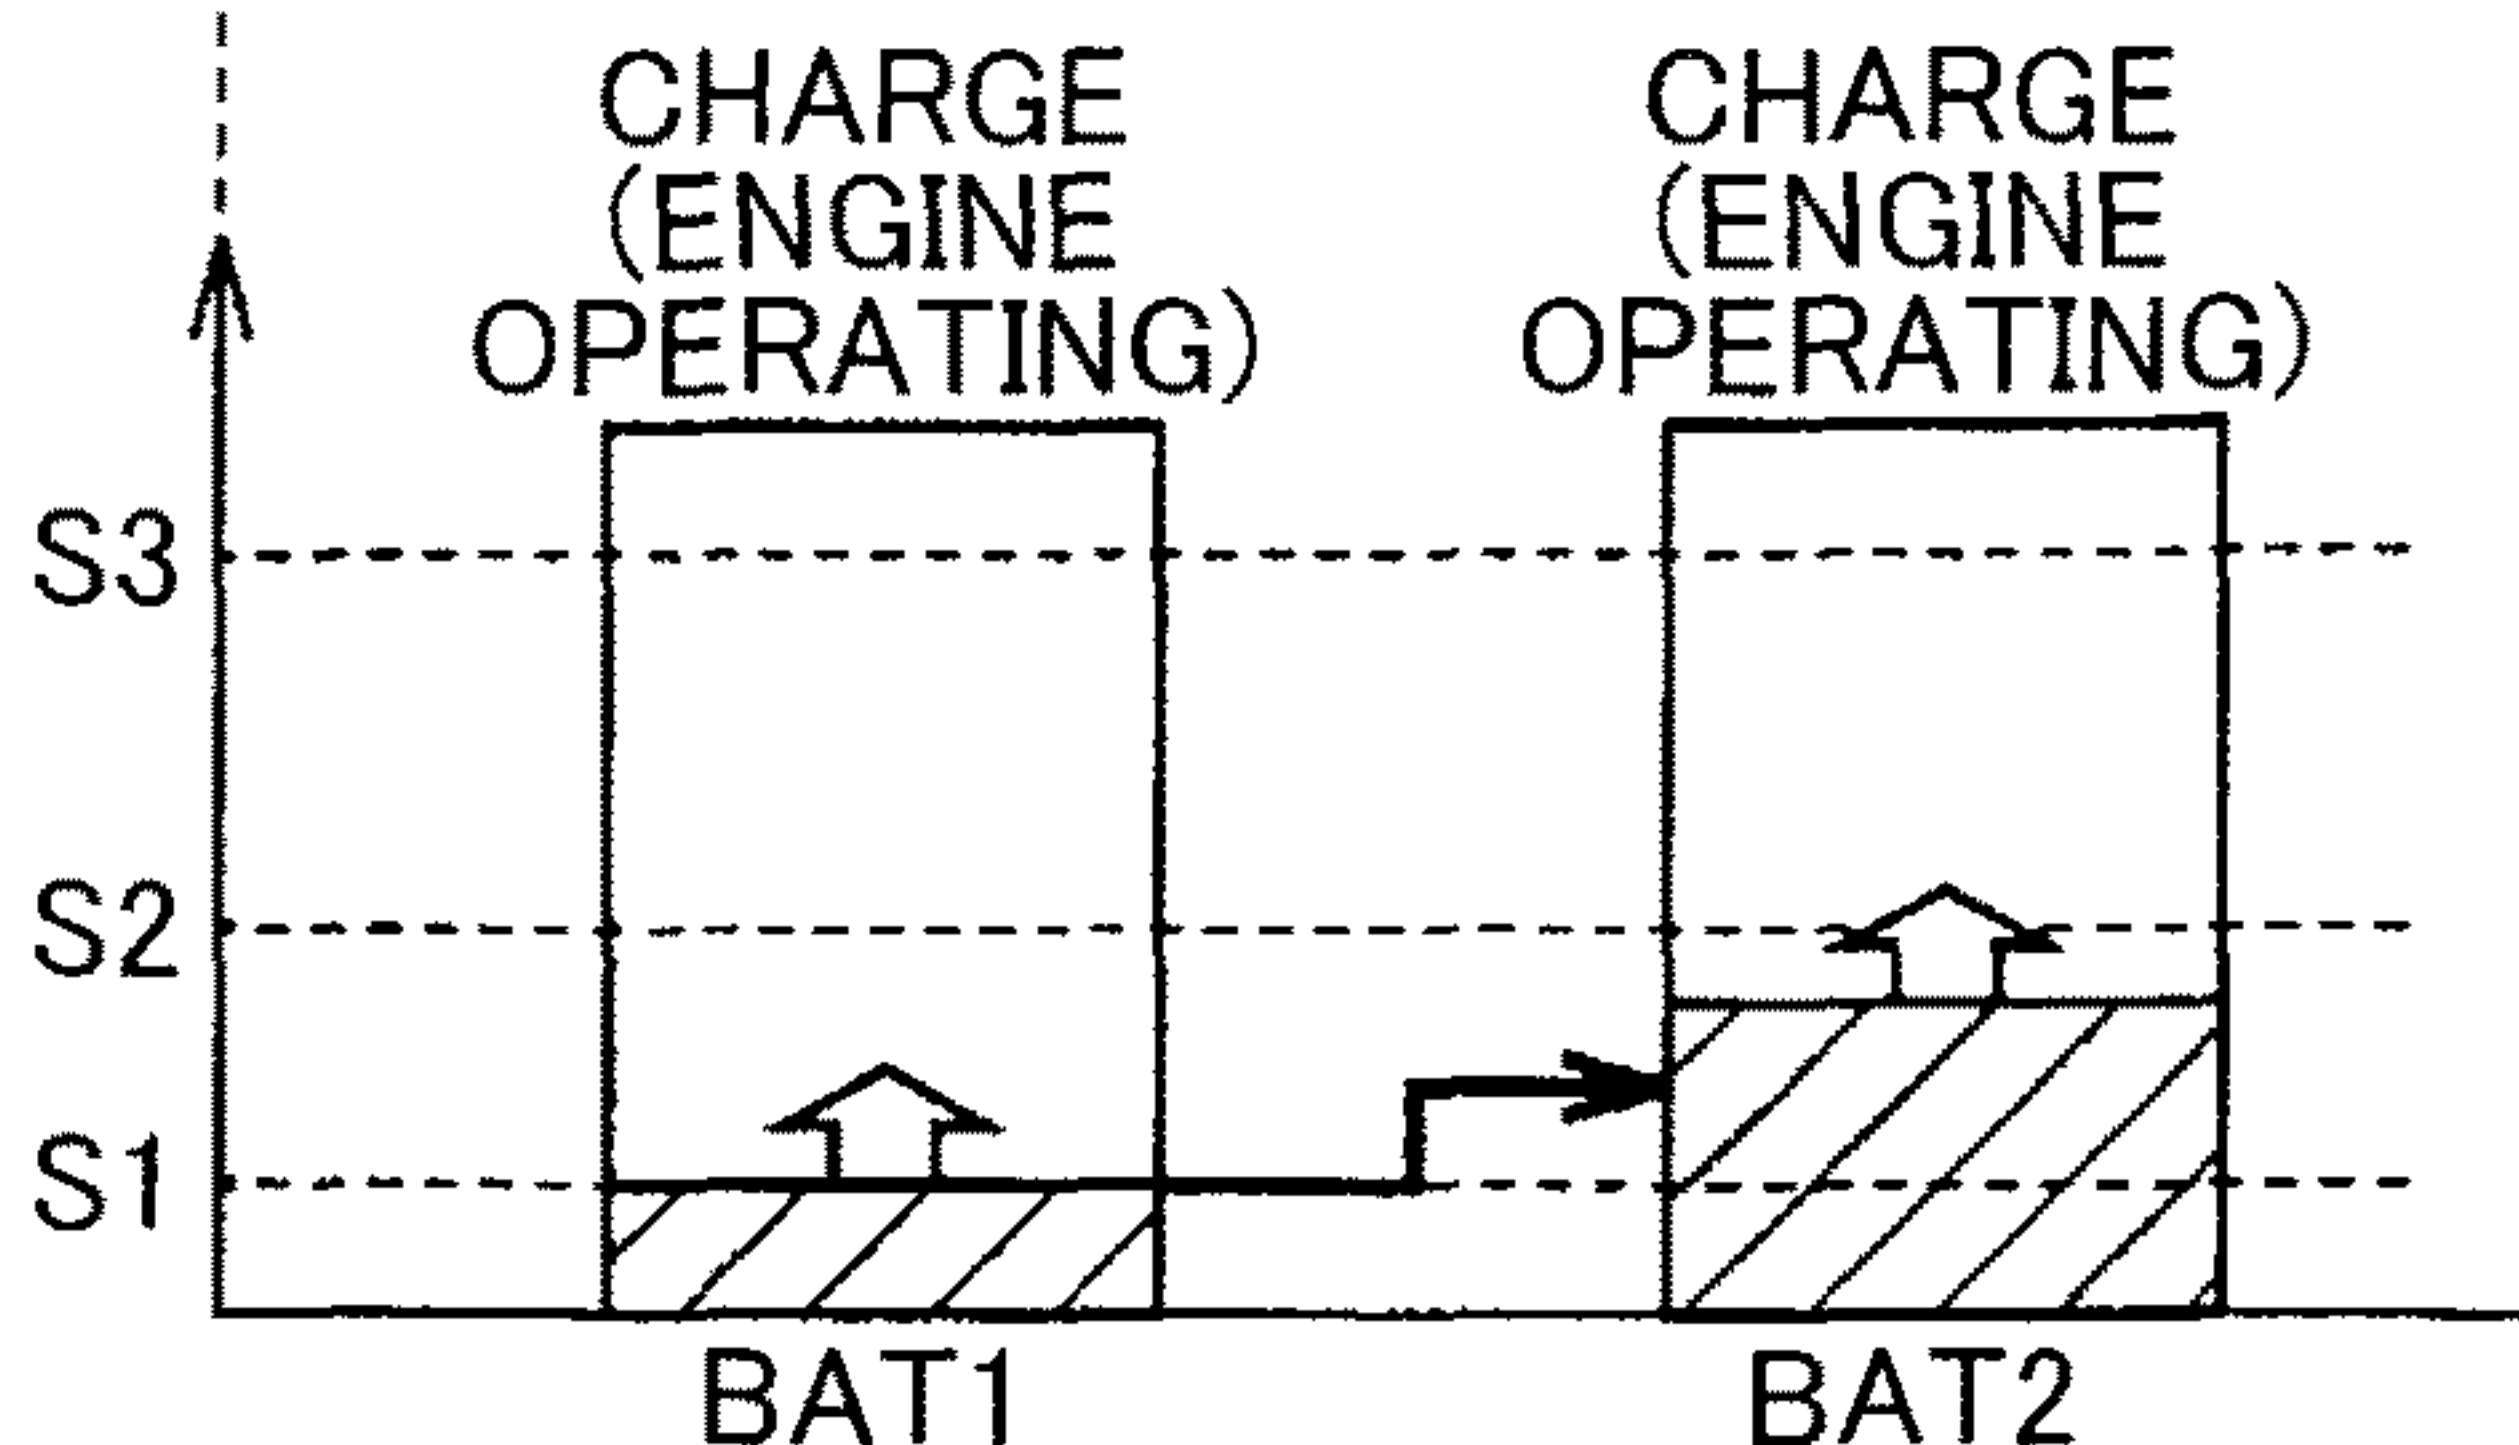 CHARGE
(ENGINE
OPERATING)
CHARGE
(ENGINE
OPERATING)
S3
S2
S1
BAT1
BAT2